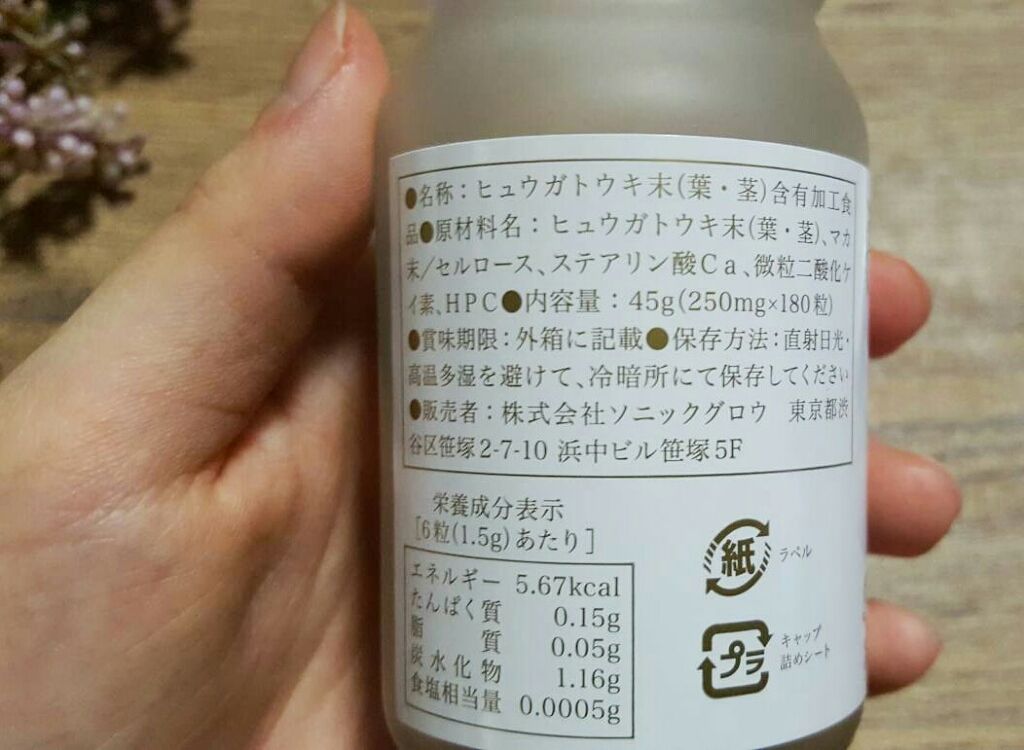 ●名称：ヒュウガトウキ末(葉・茎)含有加工食
品●原材料名：ヒュウガトウキ末(葉・茎)、マカ
末/セルロース、ステアリン酸Ca、微粒二酸化ケ
イ素、HPC●内容量：45g(250mg×180粒)
●賞味期限：外箱に記載●保存方法：直射日光・
高温多湿を避けて、冷暗所にて保存してください
●販売者：株式会社ソニックグロウ 東京都渋
谷区笹塚2-7-10 浜中ビル笹塚5F
栄養成分表示
[6粒(1.5g)あたり]
エネルギー 5.67kcal
たんぱく質 0.15g
脂質 0.05g
炭水化物 1.16g
食塩相当量 0.0005g
紙 ラベル
プラ キャップ
詰めシート